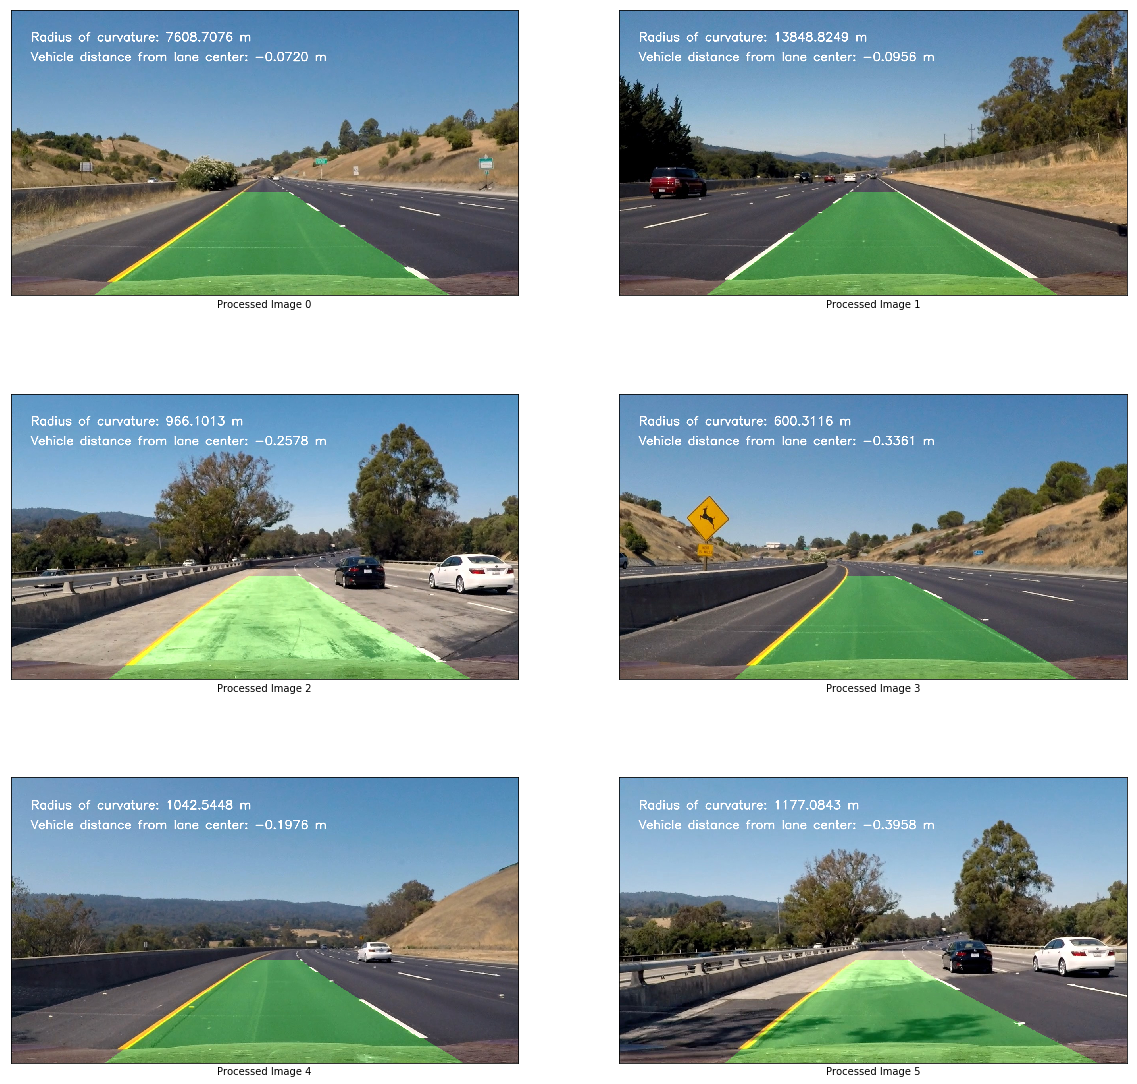 Radius of curvature: 7608.7076 m
Vehicle distance from lane center: -0.0720 m
Processed Image 0
Radius of curvature: 13848.8249 m
Vehicle distance from lane center: -0.0956 m
Processed Image 1
Radius of curvature: 966.1013 m
Vehicle distance from lane center: -0.2578 m
Processed Image 2
Radius of curvature: 600.3116 m
Vehicle distance from lane center: -0.3361 m
Processed Image 3
Radius of curvature: 1042.5448 m
Vehicle distance from lane center: -0.1976 m
Processed Image 4
Radius of curvature: 1177.0843 m
Vehicle distance from lane center: -0.3958 m
Processed Image 5